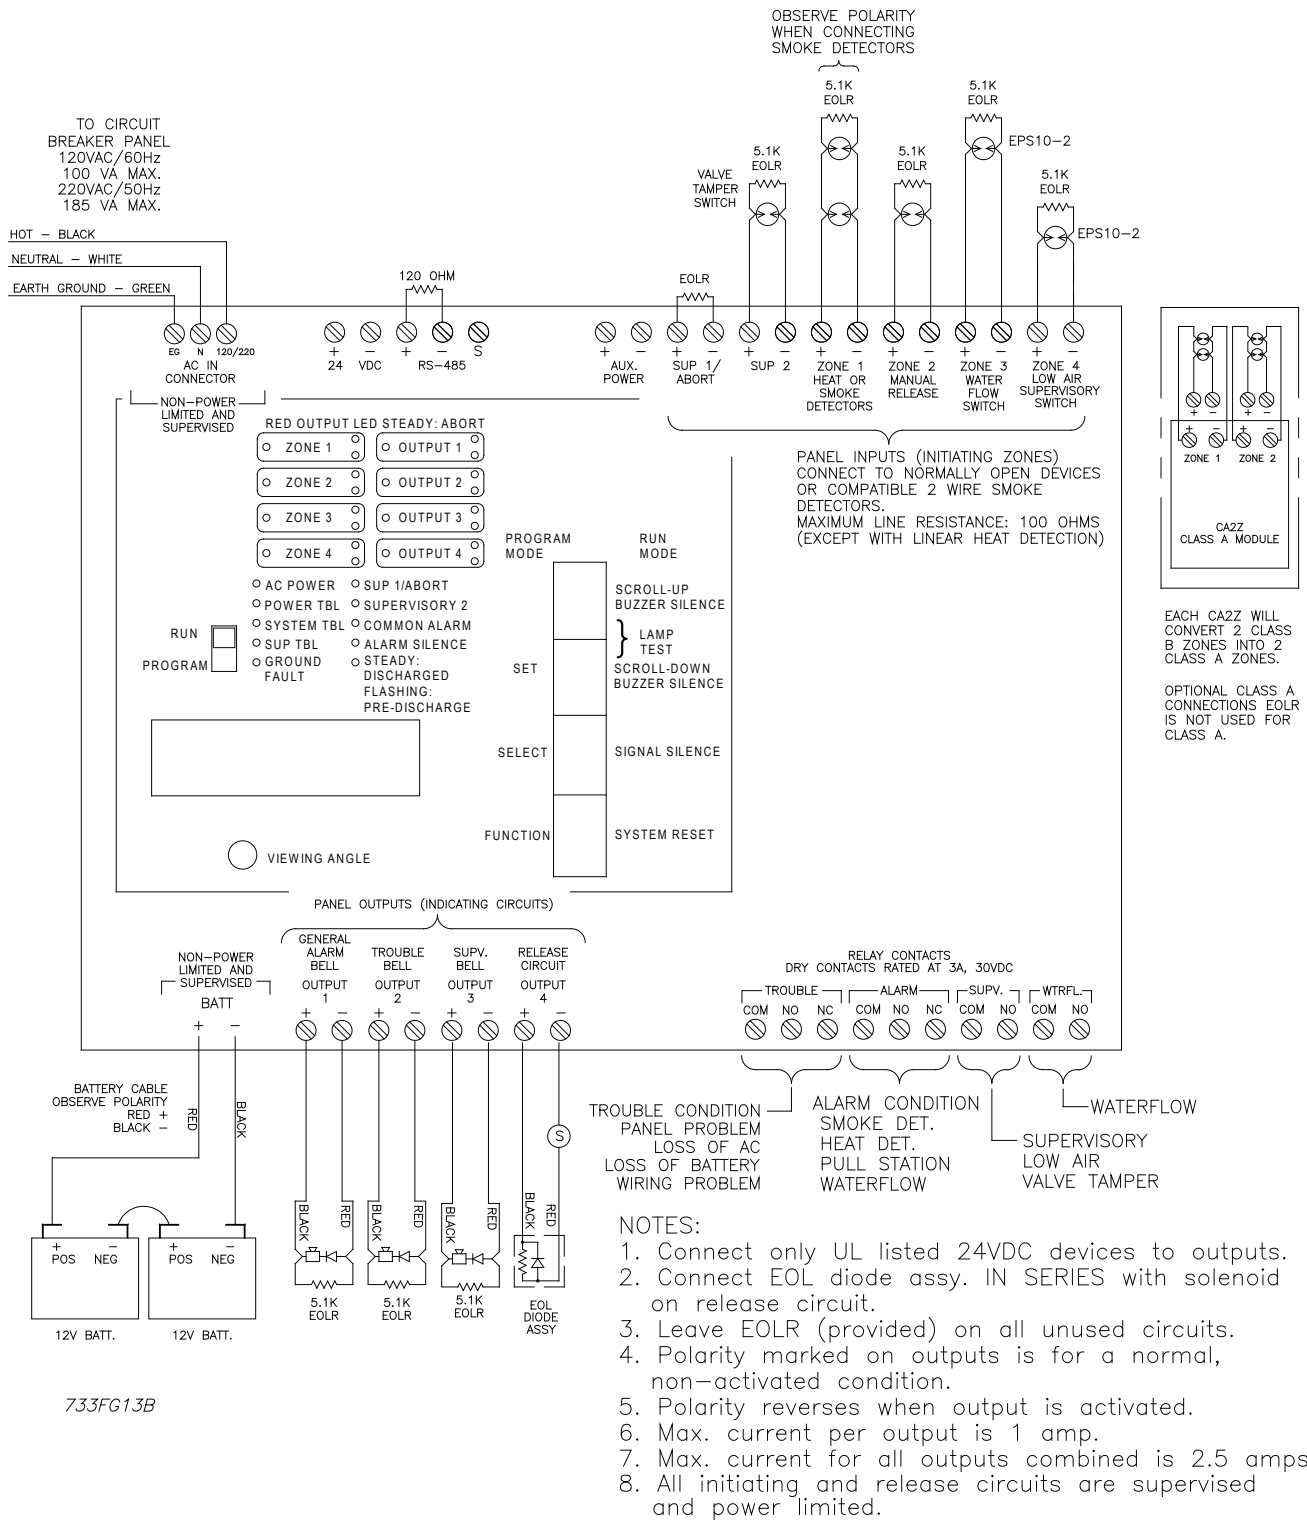 OBSERVE POLARITY
WHEN CONNECTING
SMOKE DETECTORS
5.1K
EOLR
5.1K
EOLR
EPS10-2
5.1K
EOLR
5.1K
EOLR
5.1K
EOLR
EPS10-2
VALVE
TAMPER
SWITCH
TO CIRCUIT
BREAKER PANEL
120VAC/60Hz
100 VA MAX.
220VAC/50Hz
185 VA MAX.
HOT - BLACK
NEUTRAL - WHITE
EARTH GROUND - GREEN
120 OHM
EOLR
EG N 120/220
AC IN
CONNECTOR
+ -
24 VDC
+ - S
RS-485
+ -
AUX.
POWER
+ -
SUP 1/
ABORT
+ -
SUP 2
+ -
ZONE 1
HEAT OR
SMOKE
DETECTORS
+ -
ZONE 2
MANUAL
RELEASE
+ -
ZONE 3
WATER
FLOW
SWITCH
+ -
ZONE 4
LOW AIR
SUPERVISORY
SWITCH
NON-POWER
LIMITED AND
SUPERVISED
RED OUTPUT LED STEADY: ABORT
ZONE 1 OUTPUT 1
ZONE 2 OUTPUT 2
ZONE 3 OUTPUT 3
ZONE 4 OUTPUT 4
AC POWER SUP 1/ABORT
POWER TBL SUPERVISORY 2
SYSTEM TBL COMMON ALARM
SUP TBL ALARM SILENCE
GROUND
FAULT
STEADY:
DISCHARGED
FLASHING:
PRE-DISCHARGE
RUN
PROGRAM
VIEWING ANGLE
PROGRAM
MODE
RUN
MODE
SCROLL-UP
BUZZER SILENCE
LAMP
TEST
SET
SCROLL-DOWN
BUZZER SILENCE
SELECT
SIGNAL SILENCE
FUNCTION
SYSTEM RESET
PANEL INPUTS (INITIATING ZONES)
CONNECT TO NORMALLY OPEN DEVICES
OR COMPATIBLE 2 WIRE SMOKE
DETECTORS.
MAXIMUM LINE RESISTANCE: 100 OHMS
(EXCEPT WITH LINEAR HEAT DETECTION)
+ - + -
+ - + -
ZONE 1 ZONE 2
CA2Z
CLASS A MODULE
EACH CA2Z WILL
CONVERT 2 CLASS
B ZONES INTO 2
CLASS A ZONES.
OPTIONAL CLASS A
CONNECTIONS EOLR
IS NOT USED FOR
CLASS A.
PANEL OUTPUTS (INDICATING CIRCUITS)
NON-POWER
LIMITED AND
SUPERVISED
BATT
+ -
GENERAL
ALARM
BELL
OUTPUT
1
+ -
TROUBLE
BELL
OUTPUT
2
+ -
SUPV.
BELL
OUTPUT
3
+ -
RELEASE
CIRCUIT
OUTPUT
4
+ -
RELAY CONTACTS
DRY CONTACTS RATED AT 3A, 30VDC
TROUBLE ALARM SUPV. WTRFL.
COM NO NC COM NO NC COM NO COM NO
BATTERY CABLE
OBSERVE POLARITY
RED +
BLACK -
RED
BLACK
+ -
POS NEG
+ -
POS NEG
12V BATT.
12V BATT.
BLACK
RED
5.1K
EOLR
BLACK
RED
5.1K
EOLR
BLACK
RED
5.1K
EOLR
S
BLACK
RED
EOL
DIODE
ASSY
TROUBLE CONDITION
PANEL PROBLEM
LOSS OF AC
LOSS OF BATTERY
WIRING PROBLEM
ALARM CONDITION
SMOKE DET.
HEAT DET.
PULL STATION
WATERFLOW
SUPERVISORY
LOW AIR
VALVE TAMPER
WATERFLOW
NOTES:
1. Connect only UL listed 24VDC devices to outputs.
2. Connect EOL diode assy. IN SERIES with solenoid
on release circuit.
3. Leave EOLR (provided) on all unused circuits.
4. Polarity marked on outputs is for a normal,
non-activated condition.
5. Polarity reverses when output is activated.
6. Max. current per output is 1 amp.
7. Max. current for all outputs combined is 2.5 amps
8. All initiating and release circuits are supervised
and power limited.
733FG13B